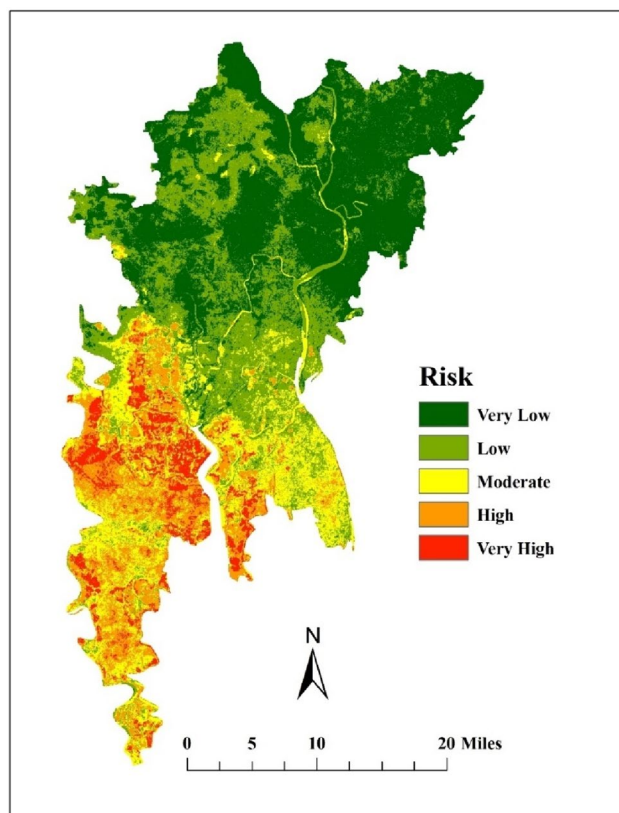 Risk
Very Low
Low
Moderate
High
Very High
N
0 5 10 20 Miles